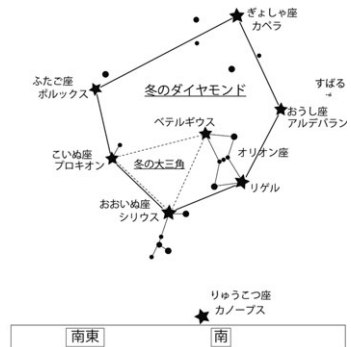 ぎょしゃ座
カペラ
ふたご座
ポルックス
冬のダイヤモンド
すばる
おうし座
アルデバラン
ベテルギウス
こいぬ座
プロキオン
冬の大三角
オリオン座
おおいぬ座
シリウス
リゲル
りゅうこつ座
カノープス
南東
南